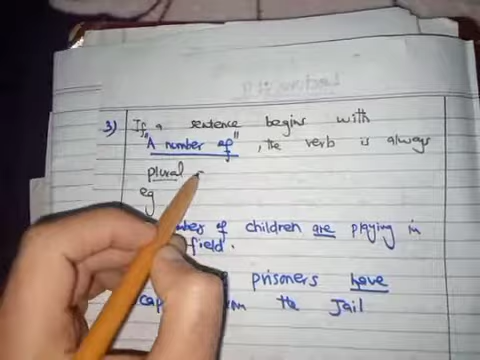 3) If a sentence begins with
"A number of", the verb is always
plural
eg
of children are playing in
field.
prisoners have
the Jail